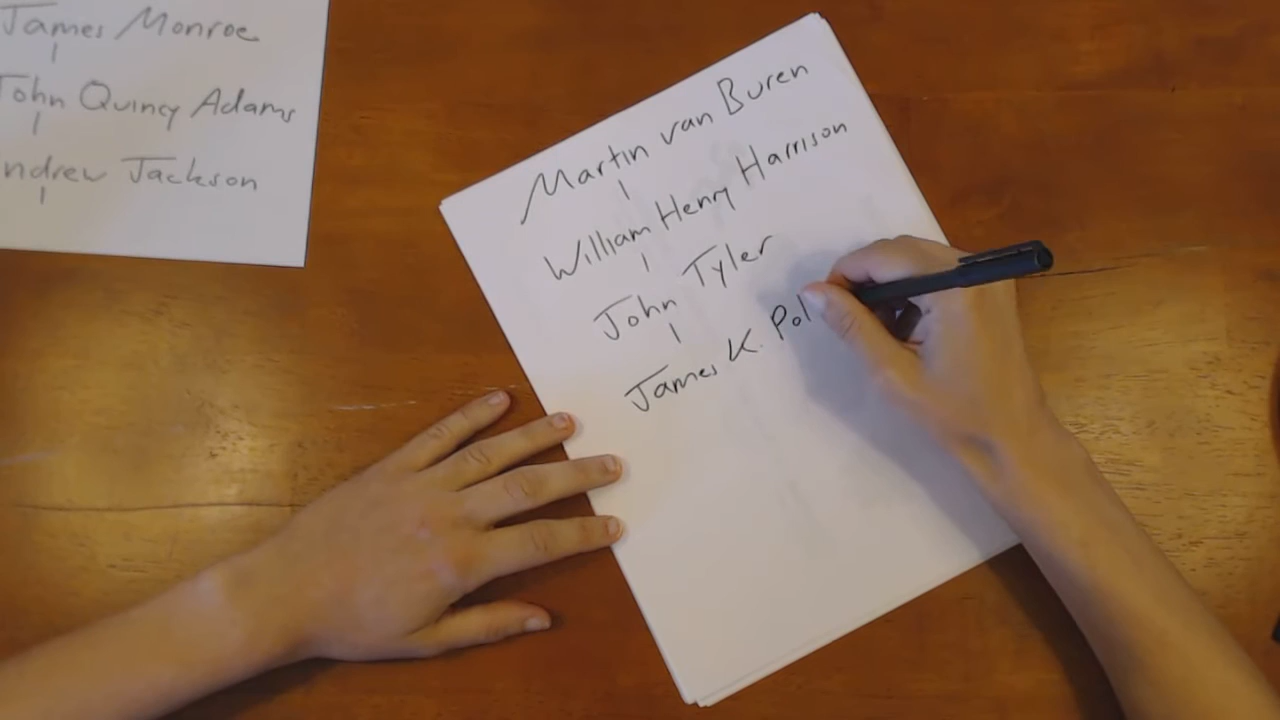 James Monroe
John Quincy Adams
ndrew Jackson
Martin van Buren
William Henry Harrison
John Tyler
James K. Pol